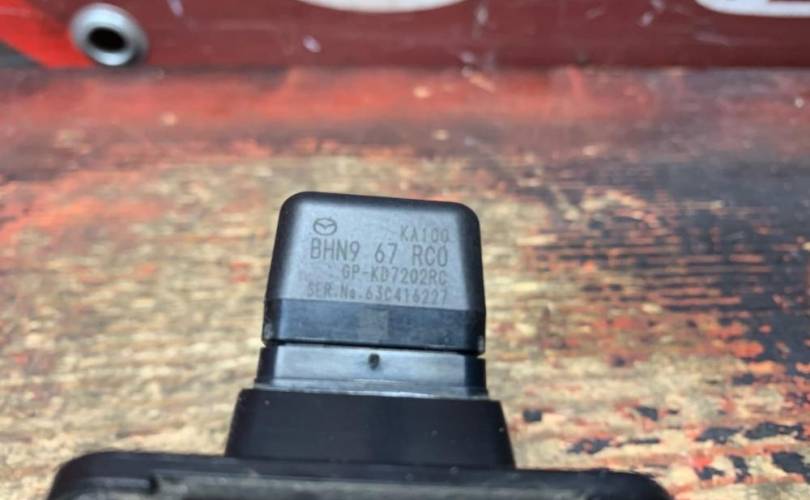 KA100
BHN9 67 RC0
GP-KD7202RC
SER.No.63C416227